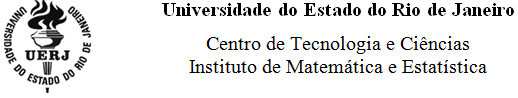 Universidade do Estado do Rio de Janeiro
Centro de Tecnologia e Ciências
Instituto de Matemática e Estatística
UERJ
UNIVERSIDADE DO ESTADO DO RIO DE JANEIRO